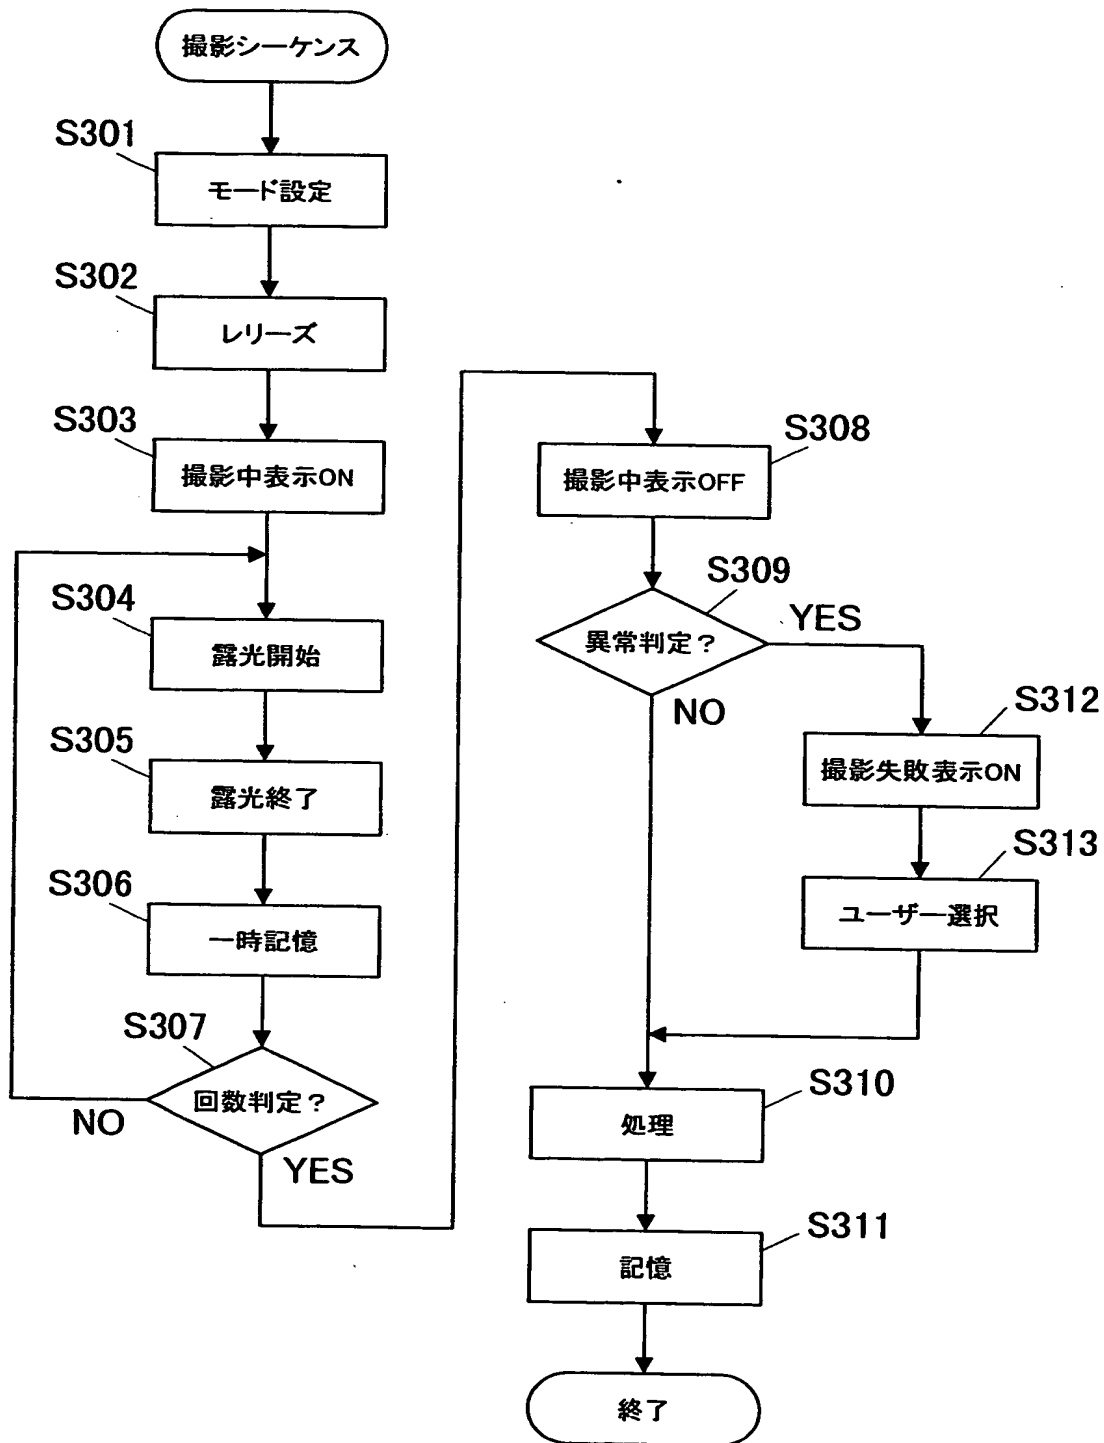 撮影シーケンス
S301
モード設定
S302
レリーズ
S303
撮影中表示ON
S304
露光開始
S305
露光終了
S306
一時記憶
S307
回数判定？
NO
YES
S308
撮影中表示OFF
S309
異常判定？
YES
NO
S312
撮影失敗表示ON
S313
ユーザー選択
S310
処理
S311
記憶
終了